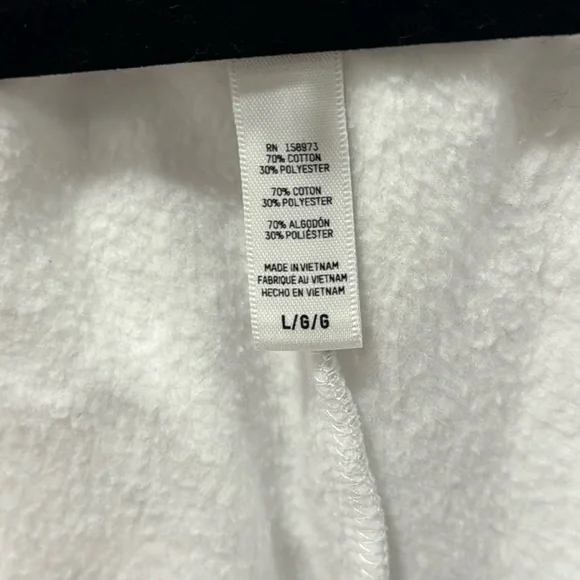 RN 158973
70% COTTON
30% POLYESTER
70% COTON
30% POLYESTER
70% ALGODÓN
30% POLIÉSTER
MADE IN VIETNAM
FABRIQUÉ AU VIETNAM
HECHO EN VIETNAM
L/G/G